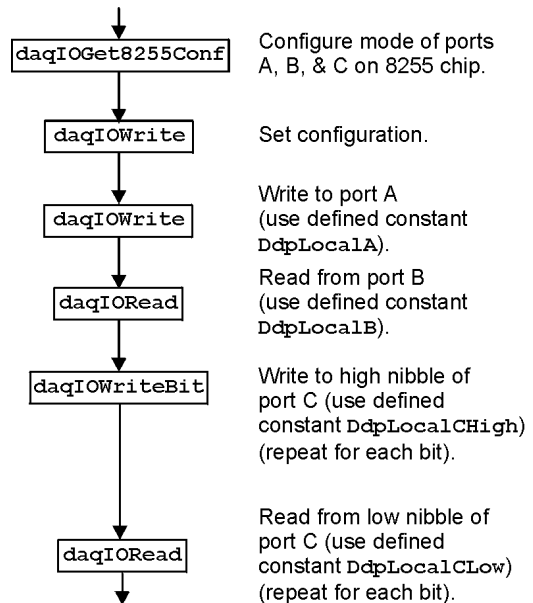 daqIOGet8255Conf
Configure mode of ports
A, B, & C on 8255 chip.
daqIOWrite
Set configuration.
daqIOWrite
Write to port A
(use defined constant
DdpLocalA).
daqIORead
Read from port B
(use defined constant
DdpLocalB).
daqIOWriteBit
Write to high nibble of
port C (use defined
constant DdpLocalCHigh)
(repeat for each bit).
daqIORead
Read from low nibble of
port C (use defined
constant DdpLocalCLow)
(repeat for each bit).